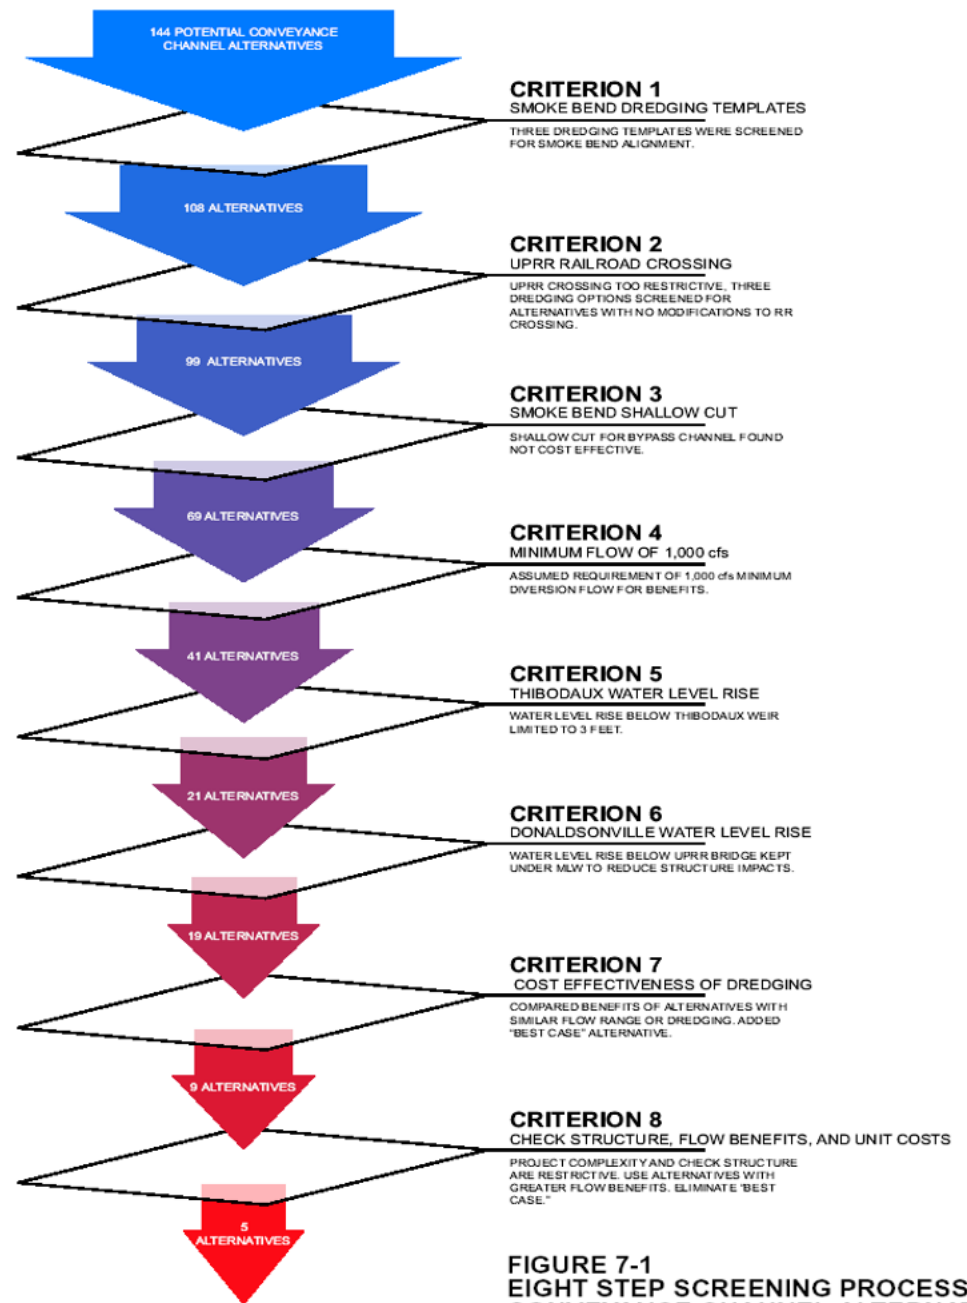 144 POTENTIAL CONVEYANCE
CHANNEL ALTERNATIVES
CRITERION 1
SMOKE BEND DREDGING TEMPLATES
THREE DREDGING TEMPLATES WERE SCREENED
FOR SMOKE BEND ALIGNMENT.
108 ALTERNATIVES
CRITERION 2
UPRR RAILROAD CROSSING
UPRR CROSSING TOO RESTRICTIVE, THREE
DREDGING OPTIONS SCREENED FOR
ALTERNATIVES WITH NO MODIFICATIONS TO RR
CROSSING.
99 ALTERNATIVES
CRITERION 3
SMOKE BEND SHALLOW CUT
SHALLOW CUT FOR BYPASS CHANNEL FOUND
NOT COST EFFECTIVE.
69 ALTERNATIVES
CRITERION 4
MINIMUM FLOW OF 1,000 cfs
ASSUMED REQUIREMENT OF 1,000 cfs MINIMUM
DIVERSION FLOW FOR BENEFITS.
41 ALTERNATIVES
CRITERION 5
THIBODAUX WATER LEVEL RISE
WATER LEVEL RISE BELOW THIBODAUX WEIR
LIMITED TO 3 FEET.
21 ALTERNATIVES
CRITERION 6
DONALDSONVILLE WATER LEVEL RISE
WATER LEVEL RISE BELOW UPRR BRIDGE KEPT
UNDER MLW TO REDUCE STRUCTURE IMPACTS.
19 ALTERNATIVES
CRITERION 7
COST EFFECTIVENESS OF DREDGING
COMPARED BENEFITS OF ALTERNATIVES WITH
SIMILAR FLOW RANGE OR DREDGING. ADDED
"BEST CASE" ALTERNATIVE.
9 ALTERNATIVES
CRITERION 8
CHECK STRUCTURE, FLOW BENEFITS, AND UNIT COSTS
PROJECT COMPLEXITY AND CHECK STRUCTURE
ARE RESTRICTIVE. USE ALTERNATIVES WITH
GREATER FLOW BENEFITS. ELIMINATE "BEST
CASE."
5
ALTERNATIVES
FIGURE 7-1
EIGHT STEP SCREENING PROCESS